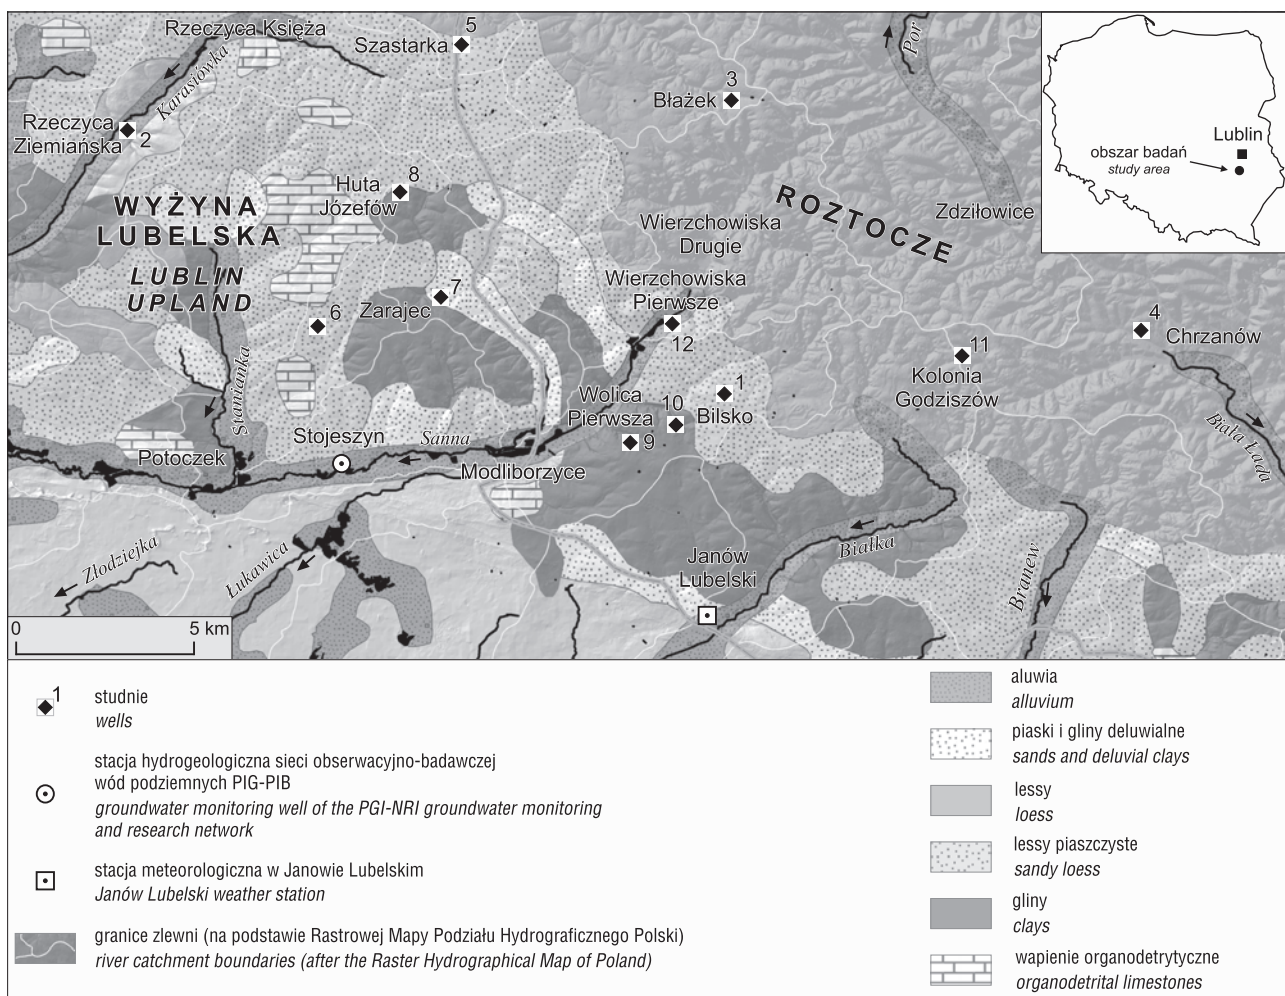 Rzeczyca Księża
5
Szastarka
Por
3
Błażek
Karasiówka
Rzeczyca
Ziemiańska
2
Lublin
obszar badań
study area
8
Huta
Józefów
WYŻYNA
LUBELSKA
LUBLIN
UPLAND
ROZTOCZE
Zdziłowice
Wierzchowiska
Drugie
Wierzchowiska
Pierwsze
7
Zarajec
6
12
4
Chrzanów
11
Kolonia
Godziszów
Stamianka
Wolica
Pierwsza
1
Bilsko
10
9
Biała Łada
Stojeszyn
Sanna
Potoczek
Modliborzyce
Złodziejka
Łukawica
Janów
Lubelski
Białka
Branew
0
5 km
1
studnie
wells
stacja hydrogeologiczna sieci obserwacyjno-badawczej
wód podziemnych PIG-PIB
groundwater monitoring well of the PGI-NRI groundwater monitoring
and research network
stacja meteorologiczna w Janowie Lubelskim
Janów Lubelski weather station
granice zlewni (na podstawie Rastrowej Mapy Podziału Hydrograficznego Polski)
river catchment boundaries (after the Raster Hydrographical Map of Poland)
aluwia
alluvium
piaski i gliny deluwialne
sands and deluvial clays
lessy
loess
lessy piaszczyste
sandy loess
gliny
clays
wapienie organodetrytyczne
organodetrital limestones